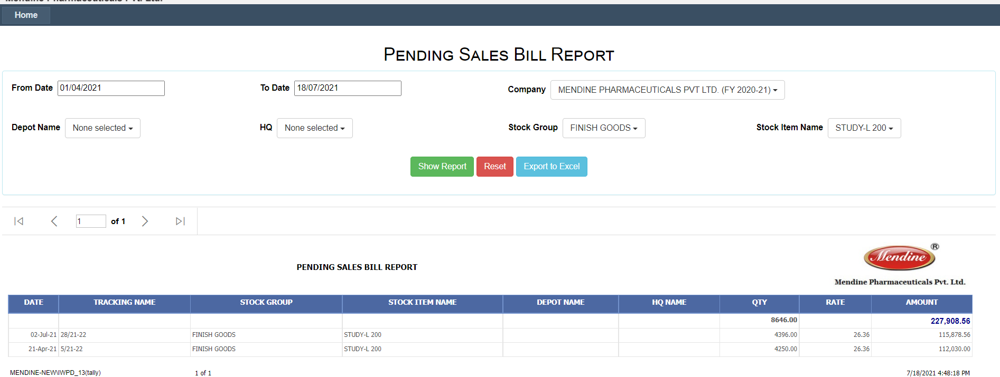 Mendine Pharmaceuticals Pvt. Ltd.
Home
PENDING SALES BILL REPORT
From Date 01/04/2021 To Date 18/07/2021 Company MENDINE PHARMACEUTICALS PVT LTD. (FY 2020-21)
Depot Name None selected HQ None selected Stock Group FINISH GOODS Stock Item Name STUDY-L 200
Show Report Reset Export to Excel
1 of 1
Mendine ®
PENDING SALES BILL REPORT
Mendine Pharmaceuticals Pvt. Ltd.
DATE TRACKING NAME STOCK GROUP STOCK ITEM NAME DEPOT NAME HQ NAME QTY RATE AMOUNT
8646.00 227,908.56
02-Jul-21 28/21-22 FINISH GOODS STUDY-L 200 4396.00 26.36 115,878.56
21-Apr-21 5/21-22 FINISH GOODS STUDY-L 200 4250.00 26.36 112,030.00
MENDINE-NEW\IWPD_13(tally) 1 of 1 7/18/2021 4:48:18 PM